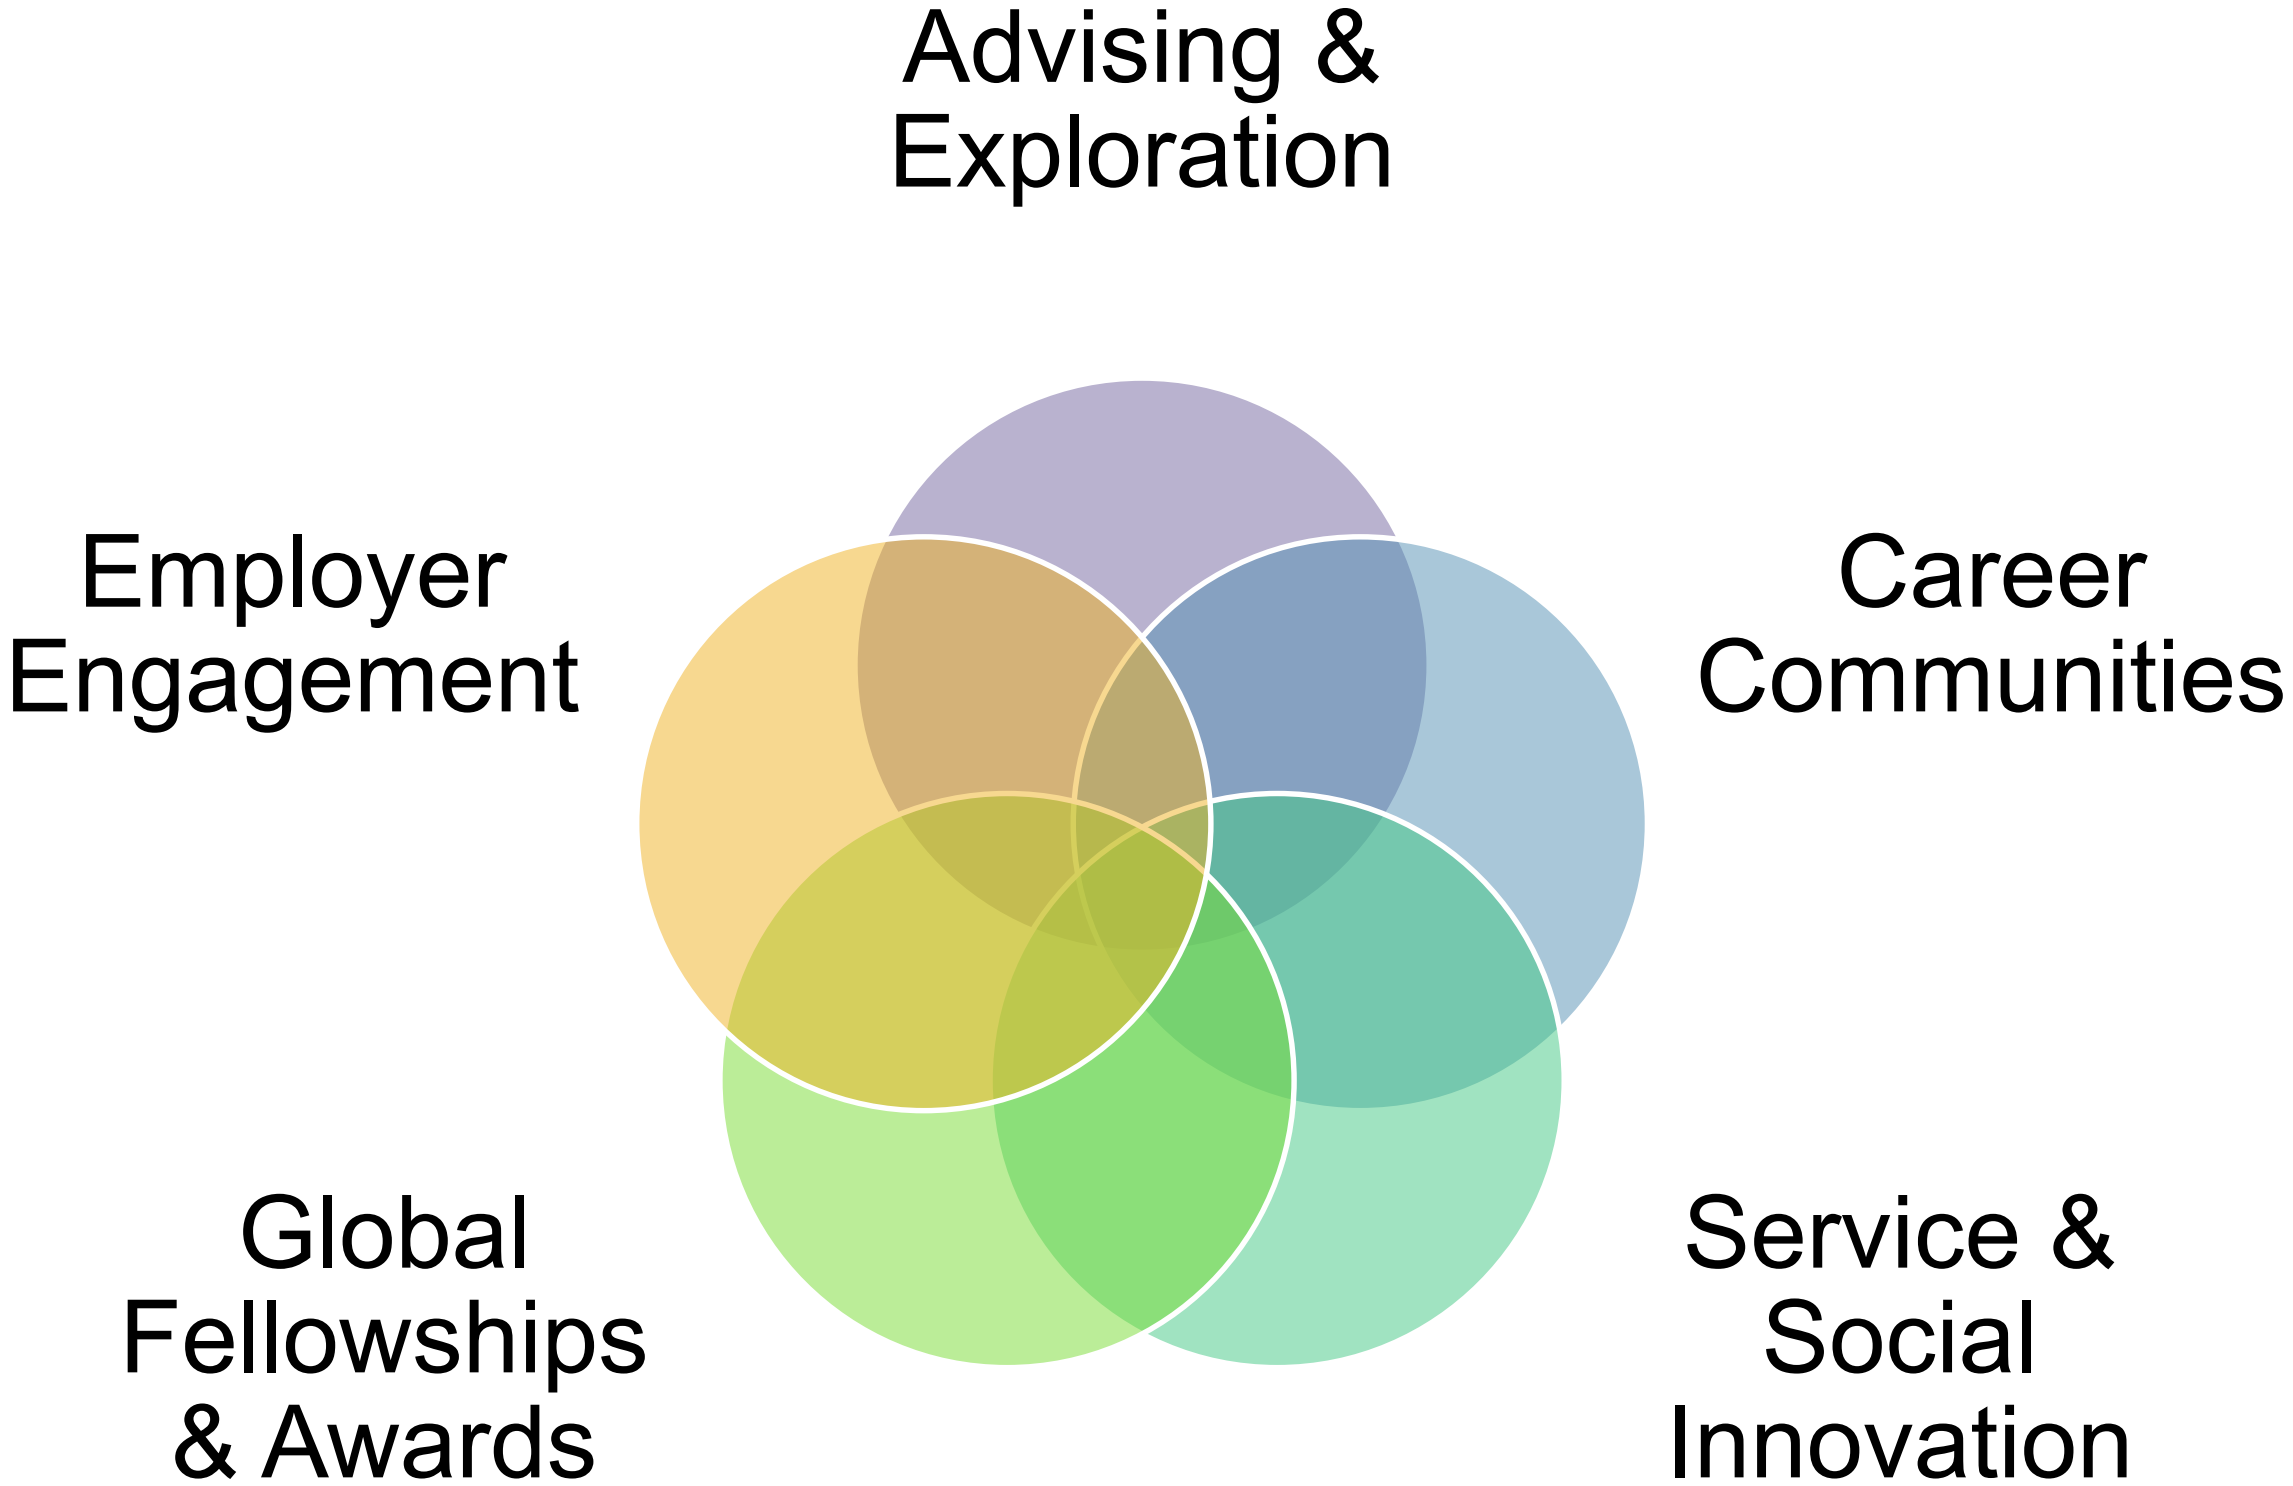 Advising &
Exploration
Employer
Engagement
Career
Communities
Global
Fellowships
& Awards
Service &
Social
Innovation